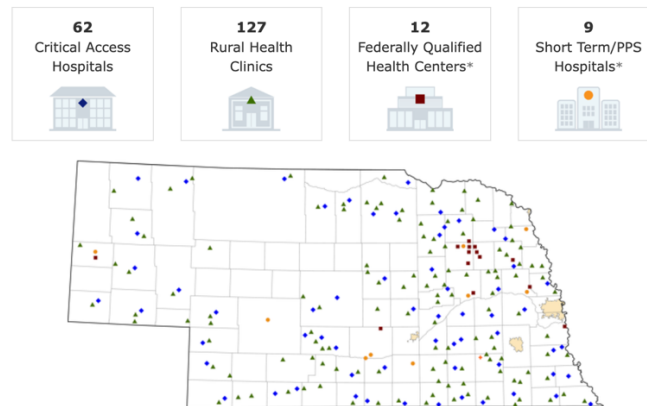 62
Critical Access
Hospitals
127
Rural Health
Clinics
12
Federally Qualified
Health Centers*
9
Short Term/PPS
Hospitals*